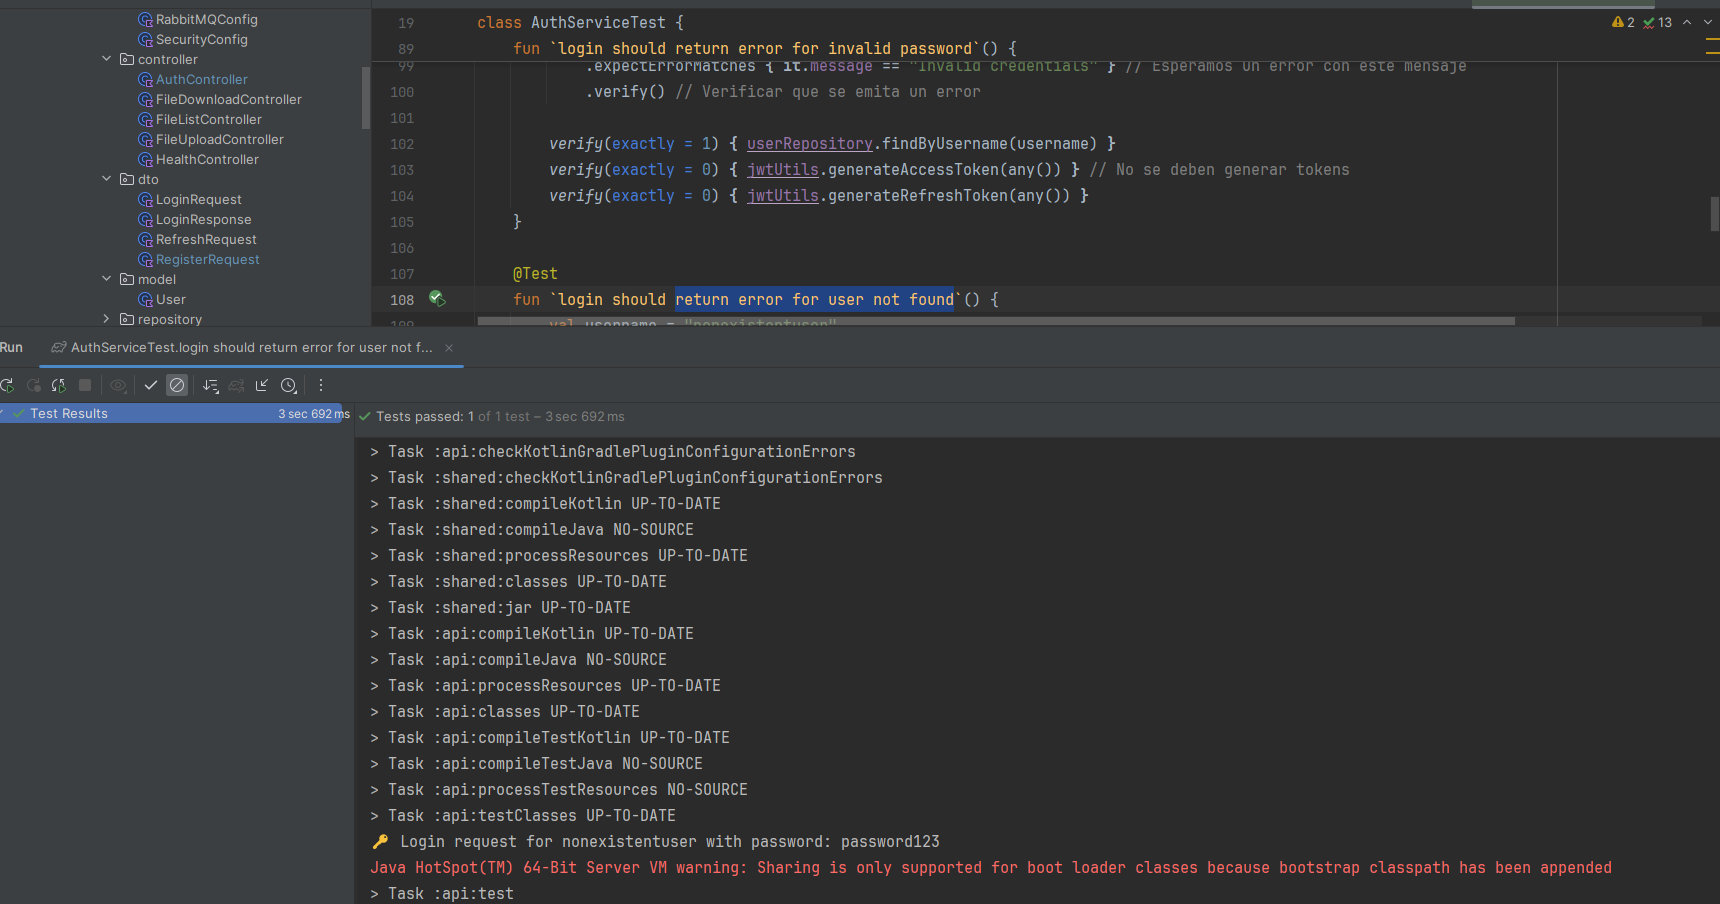 RabbitMQConfig
SecurityConfig
controller
AuthController
FileDownloadController
FileListController
FileUploadController
HealthController
dto
LoginRequest
LoginResponse
RefreshRequest
RegisterRequest
model
User
repository
19 class AuthServiceTest {
2 13
89 fun `login should return error for invalid password`() {
99 .expectErrorMatches { it.message == "Invalid credentials" } // Esperamos un error con este mensaje
100 .verify() // Verificar que se emita un error
101
102 verify(exactly = 1) { userRepository.findByUsername(username) }
103 verify(exactly = 0) { jwtUtils.generateAccessToken(any()) } // No se deben generar tokens
104 verify(exactly = 0) { jwtUtils.generateRefreshToken(any()) }
105 }
106
107 @Test
108 fun `login should return error for user not found`() {
109 val username = "nonexistentuser"
Run AuthServiceTest.login should return error for user not f...
Test Results 3 sec 692 ms
Tests passed: 1 of 1 test – 3 sec 692 ms
> Task :api:checkKotlinGradlePluginConfigurationErrors
> Task :shared:checkKotlinGradlePluginConfigurationErrors
> Task :shared:compileKotlin UP-TO-DATE
> Task :shared:compileJava NO-SOURCE
> Task :shared:processResources UP-TO-DATE
> Task :shared:classes UP-TO-DATE
> Task :shared:jar UP-TO-DATE
> Task :api:compileKotlin UP-TO-DATE
> Task :api:compileJava NO-SOURCE
> Task :api:processResources UP-TO-DATE
> Task :api:classes UP-TO-DATE
> Task :api:compileTestKotlin UP-TO-DATE
> Task :api:compileTestJava NO-SOURCE
> Task :api:processTestResources NO-SOURCE
> Task :api:testClasses UP-TO-DATE
🔑 Login request for nonexistentuser with password: password123
Java HotSpot(TM) 64-Bit Server VM warning: Sharing is only supported for boot loader classes because bootstrap classpath has been appended
> Task :api:test